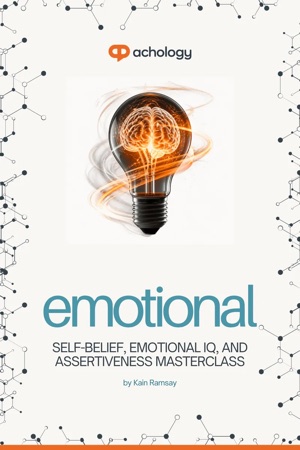 achology
emotional
SELF-BELIEF, EMOTIONAL IQ, AND
ASSERTIVENESS MASTERCLASS
by Kain Ramsay